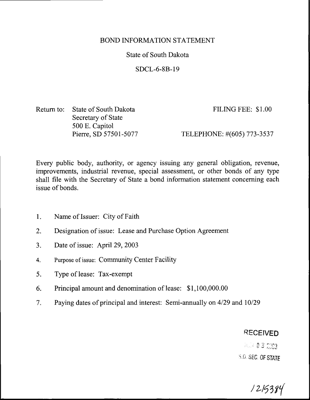 BOND INFORMATION STATEMENT
State of South Dakota
SDCL-6-8B-19
Return to: State of South Dakota FILING FEE: $1.00
Secretary of State
500 E. Capitol
Pierre, SD 57501-5077 TELEPHONE: #(605) 773-3537
Every public body, authority, or agency issuing any general obligation, revenue,
improvements, industrial revenue, special assessment, or other bonds of any type
shall file with the Secretary of State a bond information statement concerning each
issue of bonds.
1. Name of Issuer: City of Faith
2. Designation of issue: Lease and Purchase Option Agreement
3. Date of issue: April 29, 2003
4. Purpose of issue: Community Center Facility
5. Type of lease: Tax-exempt
6. Principal amount and denomination of lease: $1,100,000.00
7. Paying dates of principal and interest: Semi-annually on 4/29 and 10/29
RECEIVED
SEC OF STATE
1215384